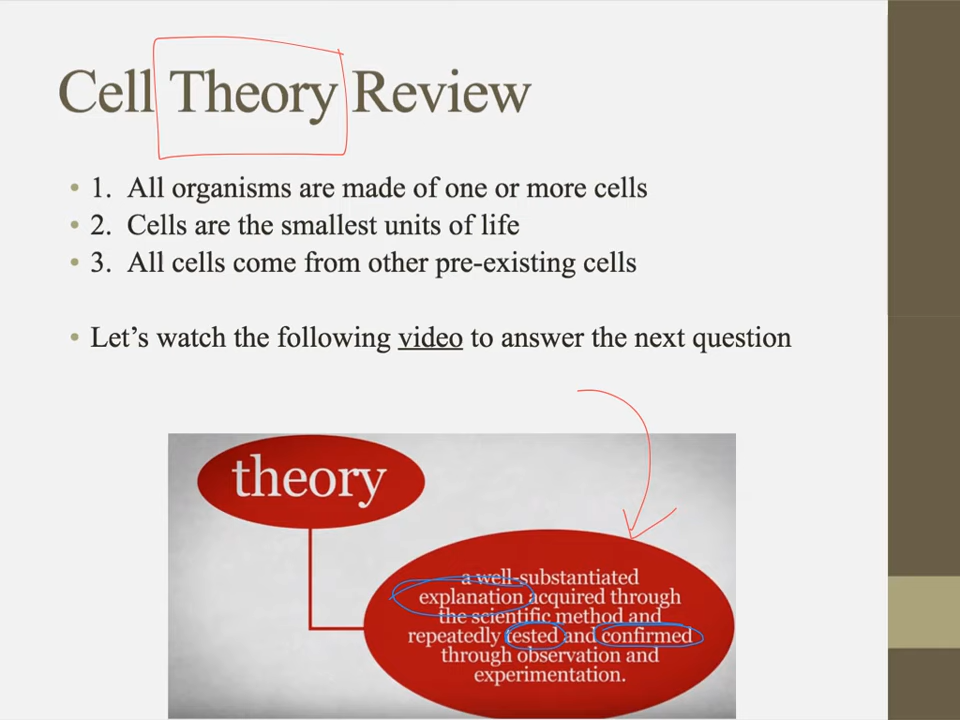 Cell Theory Review
• 1. All organisms are made of one or more cells
• 2. Cells are the smallest units of life
• 3. All cells come from other pre-existing cells
• Let’s watch the following video to answer the next question
theory
a well-substantiated
explanation acquired through
the scientific method and
repeatedly tested and confirmed
through observation and
experimentation.